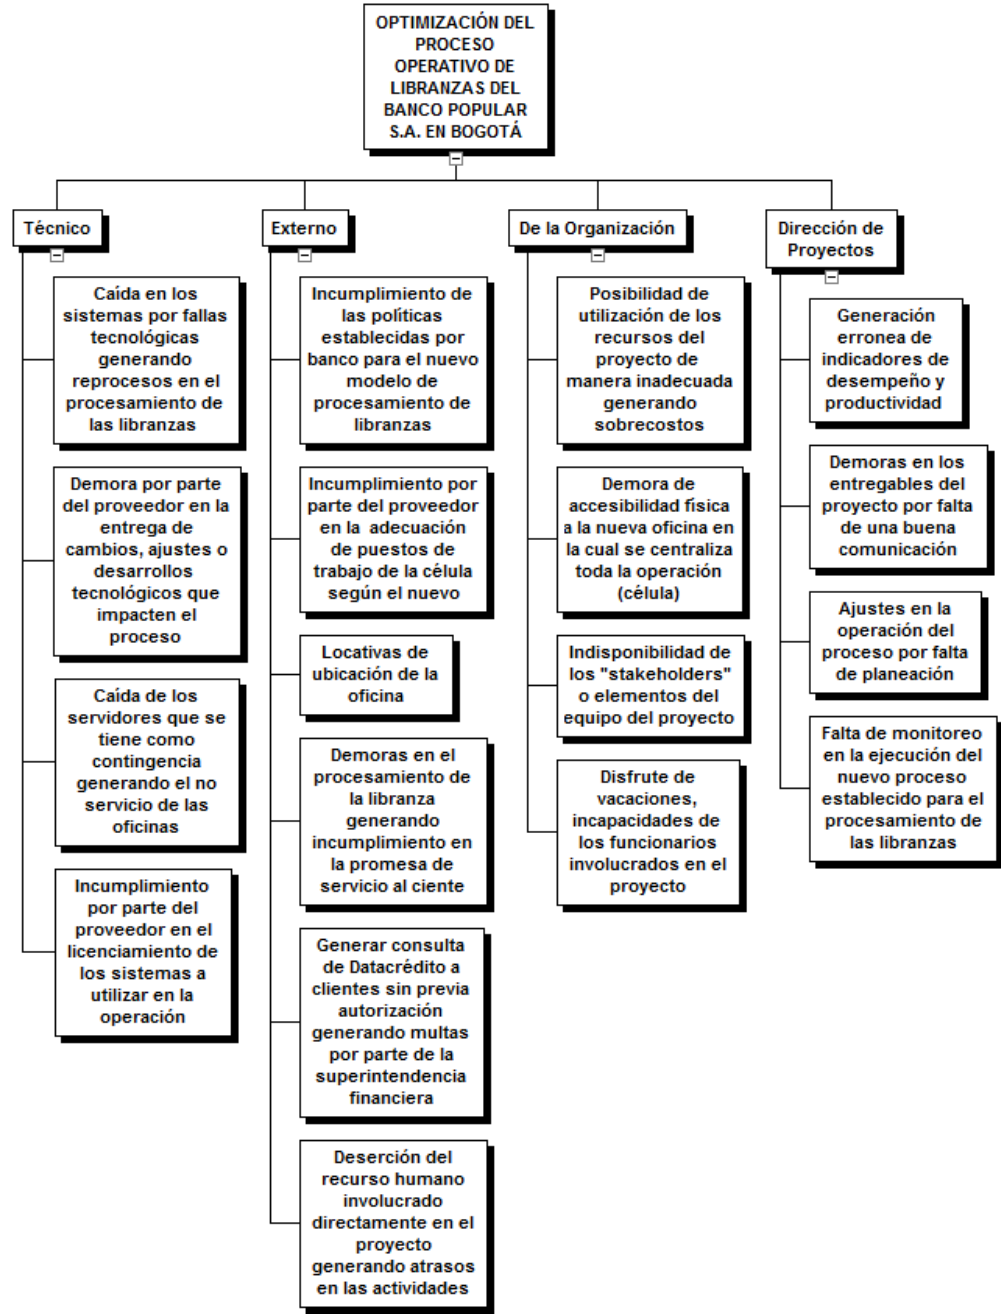 OPTIMIZACIÓN DEL
PROCESO
OPERATIVO DE
LIBRANZAS DEL
BANCO POPULAR
S.A. EN BOGOTÁ
Técnico
Caída en los
sistemas por fallas
tecnológicas
generando
reprocesos en el
procesamiento de
las libranzas
Demora por parte
del proveedor en la
entrega de
cambios, ajustes o
desarrollos
tecnológicos que
impacten el
proceso
Caída de los
servidores que se
tiene como
contingencia
generando el no
servicio de las
oficinas
Incumplimiento
por parte del
proveedor en el
licenciamiento de
los sistemas a
utilizar en la
operación
Externo
Incumplimiento de
las políticas
establecidas por
banco para el nuevo
modelo de
procesamiento de
libranzas
Incumplimiento por
parte del proveedor
en la adecuación
de puestos de
trabajo de la célula
según el nuevo
Locativas de
ubicación de la
oficina
Demoras en el
procesamiento de
la libranza
generando
incumplimiento en
la promesa de
servicio al ciente
Generar consulta
de Datacrédito a
clientes sin previa
autorización
generando multas
por parte de la
superintendencia
financiera
Deserción del
recurso humano
involucrado
directamente en el
proyecto
generando atrasos
en las actividades
De la Organización
Posibilidad de
utilización de los
recursos del
proyecto de
manera inadecuada
generando
sobrecostos
Demora de
accesibilidad física
a la nueva oficina en
la cual se centraliza
toda la operación
(célula)
Indisponibilidad de
los "stakeholders"
o elementos del
equipo del proyecto
Disfrute de
vacaciones,
incapacidades de
los funcionarios
involucrados en el
proyecto
Dirección de
Proyectos
Generación
erronea de
indicadores de
desempeño y
productividad
Demoras en los
entregables del
proyecto por falta
de una buena
comunicación
Ajustes en la
operación del
proceso por falta
de planeación
Falta de monitoreo
en la ejecución del
nuevo proceso
establecido para el
procesamiento de
las libranzas